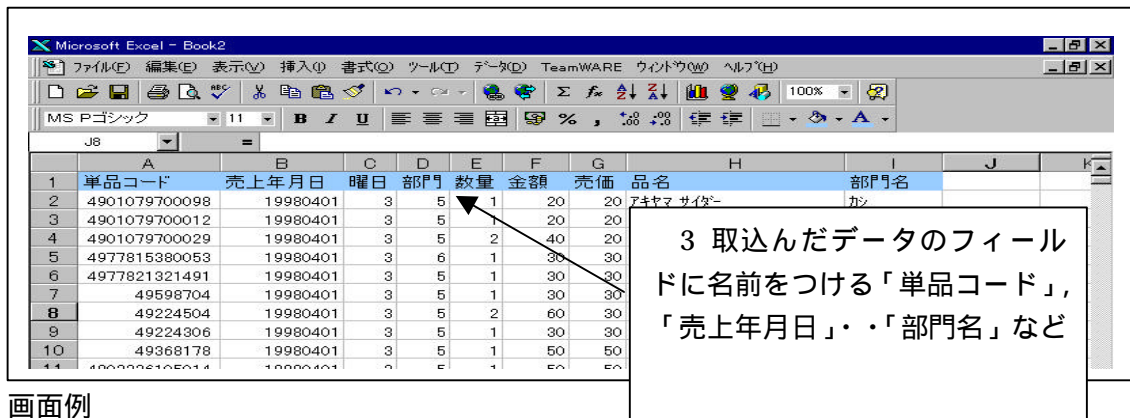 Microsoft Excel - Book2
ファイル(F) 編集(E) 表示(V) 挿入(I) 書式(O) ツール(T) データ(D) TeamWARE ウィンドウ(W) ヘルプ(H)
100%
MS Pゴシック 11 B I U
J8 =
A B C D E F G H I J K
1 単品コード 売上年月日 曜日 部門 数量 金額 売価 品名 部門名
2 4901079700098 19980401 3 5 1 20 20 アキヤマ サイダー カシ
3 4901079700012 19980401 3 5 1 20 20
4 4901079700029 19980401 3 5 2 40 20
5 4977815380053 19980401 3 6 1 30 30
6 4977821321491 19980401 3 5 1 30 30
7 49598704 19980401 3 5 1 30 30
8 49224504 19980401 3 5 2 60 30
9 49224306 19980401 3 5 1 30 30
10 49368178 19980401 3 5 1 50 50
3 取込んだデータのフィール
ドに名前をつける「単品コード」,
「売上年月日」・・「部門名」など
画面例